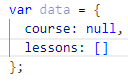 var data = {
  course: null,
  lessons: []
};